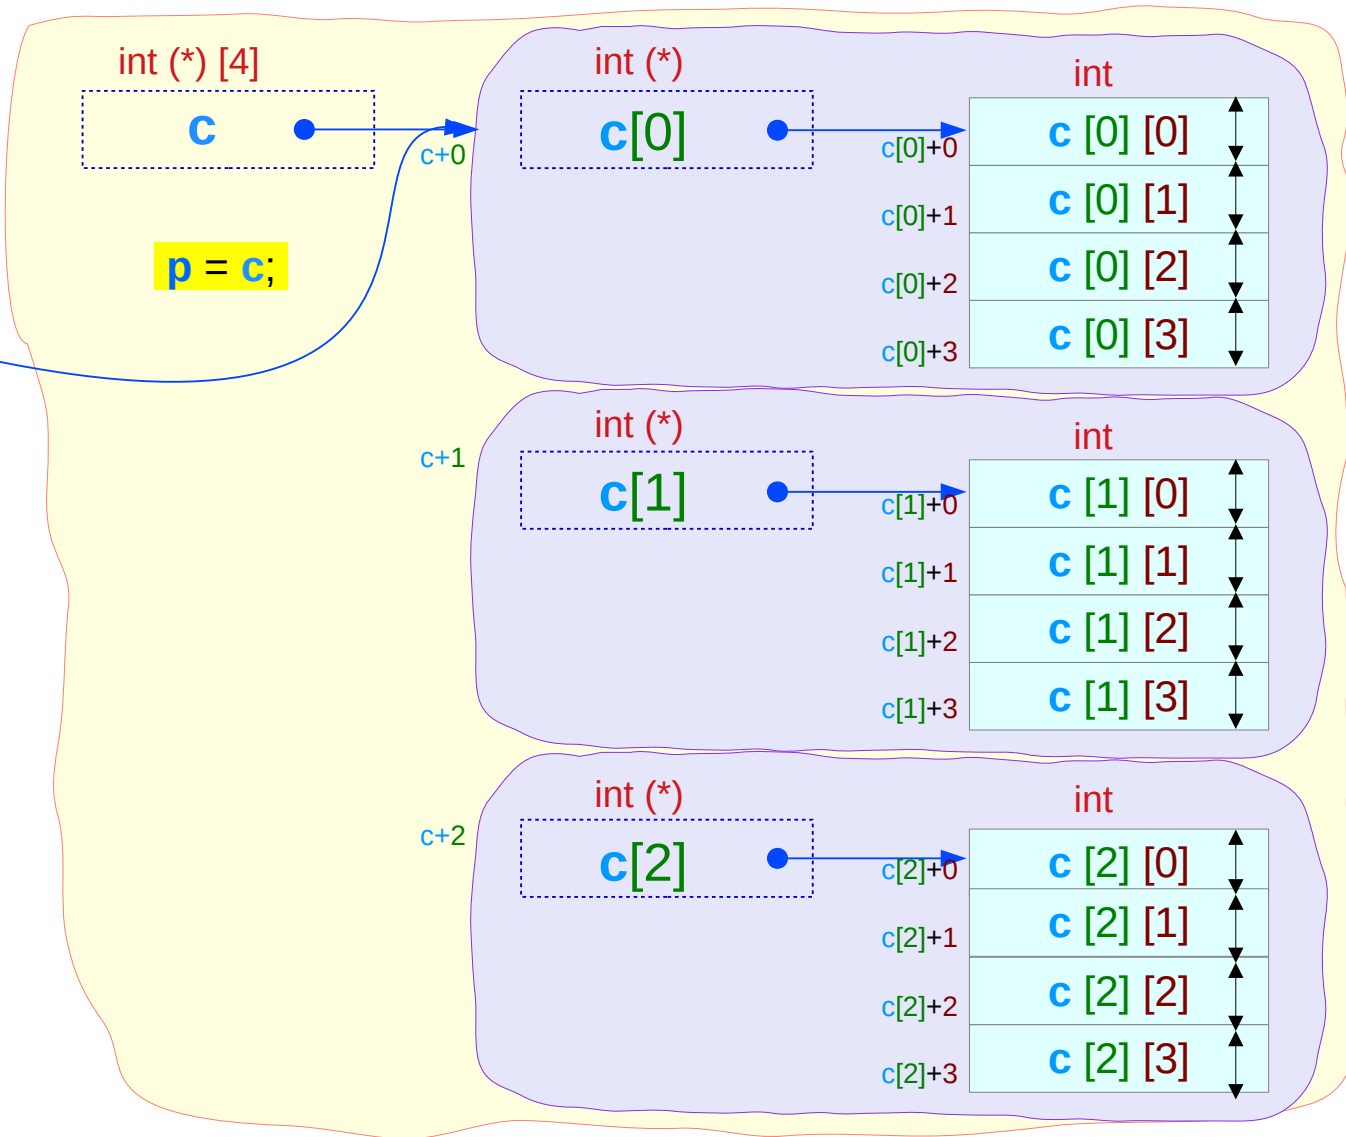 int (*) [4]
int (*)
int
c
c[0]
c [0] [0]
c+0
c[0]+0
c [0] [1]
c[0]+1
p = c;
c [0] [2]
c[0]+2
c [0] [3]
c[0]+3
int (*)
int
c+1
c[1]
c [1] [0]
c[1]+0
c [1] [1]
c[1]+1
c [1] [2]
c[1]+2
c [1] [3]
c[1]+3
int (*)
int
c+2
c[2]
c [2] [0]
c[2]+0
c [2] [1]
c[2]+1
c [2] [2]
c[2]+2
c [2] [3]
c[2]+3